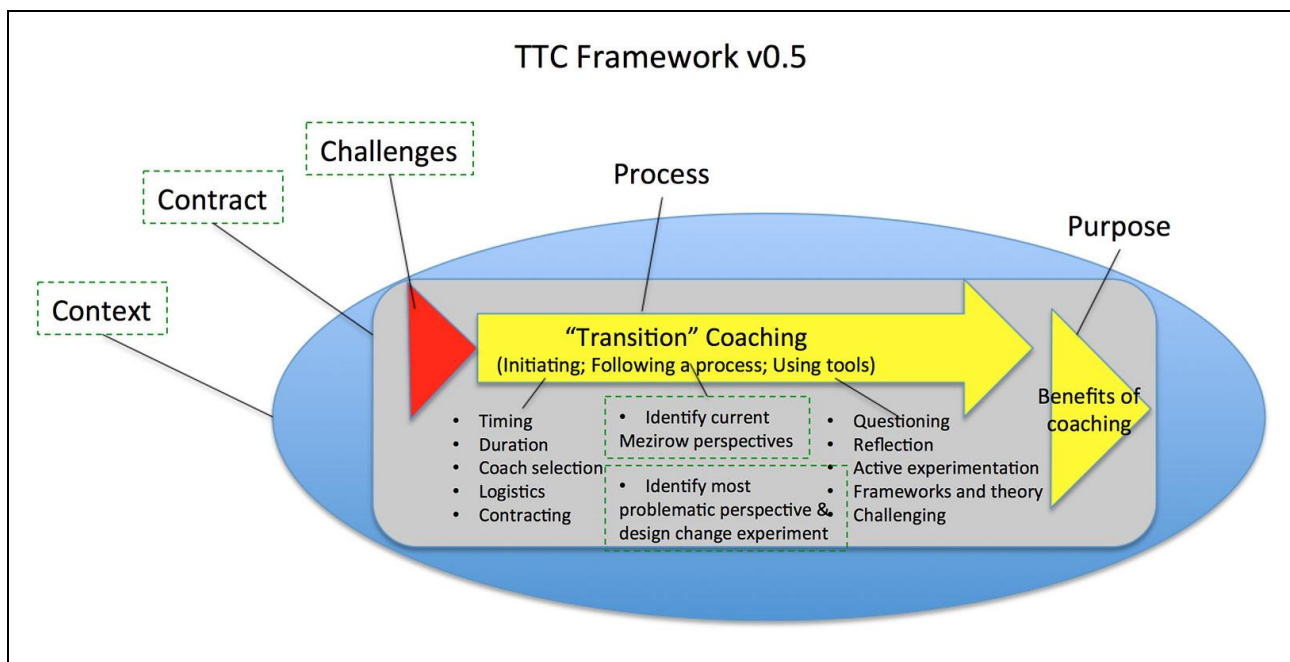 TTC Framework v0.5
Challenges
Process
Contract
Purpose
Context
“Transition” Coaching
(Initiating; Following a process; Using tools)
Benefits of
coaching
• Timing
• Duration
• Coach selection
• Logistics
• Contracting
• Identify current
Mezirow perspectives
• Identify most
problematic perspective &
design change experiment
• Questioning
• Reflection
• Active experimentation
• Frameworks and theory
• Challenging